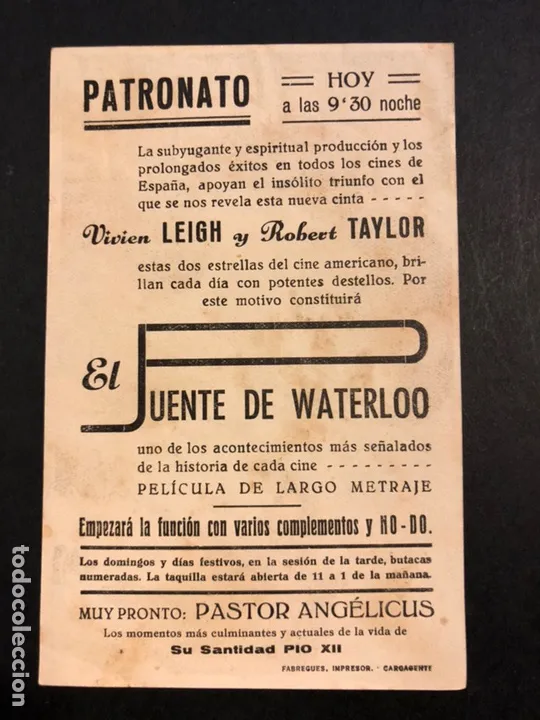 PATRONATO
HOY
a las 9'30 noche
La subyugante y espiritual producción y los
prolongados éxitos en todos los cines de
España, apoyan el insólito triunfo con el
que se nos revela esta nueva cinta - - - - -
Vivien LEIGH y Robert TAYLOR
estas dos estrellas del cine americano, bri-
llan cada día con potentes destellos. Por
este motivo constituirá
El PUENTE DE WATERLOO
uno de los acontecimientos más señalados
de la historia de cada cine - - - - - - - - -
PELÍCULA DE LARGO METRAJE
Empezará la función con varios complementos y NO-DO.
Los domingos y días festivos, en la sesión de la tarde, butacas
numeradas. La taquilla estará abierta de 11 a 1 de la mañana.
MUY PRONTO: PASTOR ANGÉLICUS
Los momentos más culminantes y actuales de la vida de
Su Santidad PIO XII
FABREGUES, IMPRESOR. - CARCAGENTE
todocoleccion